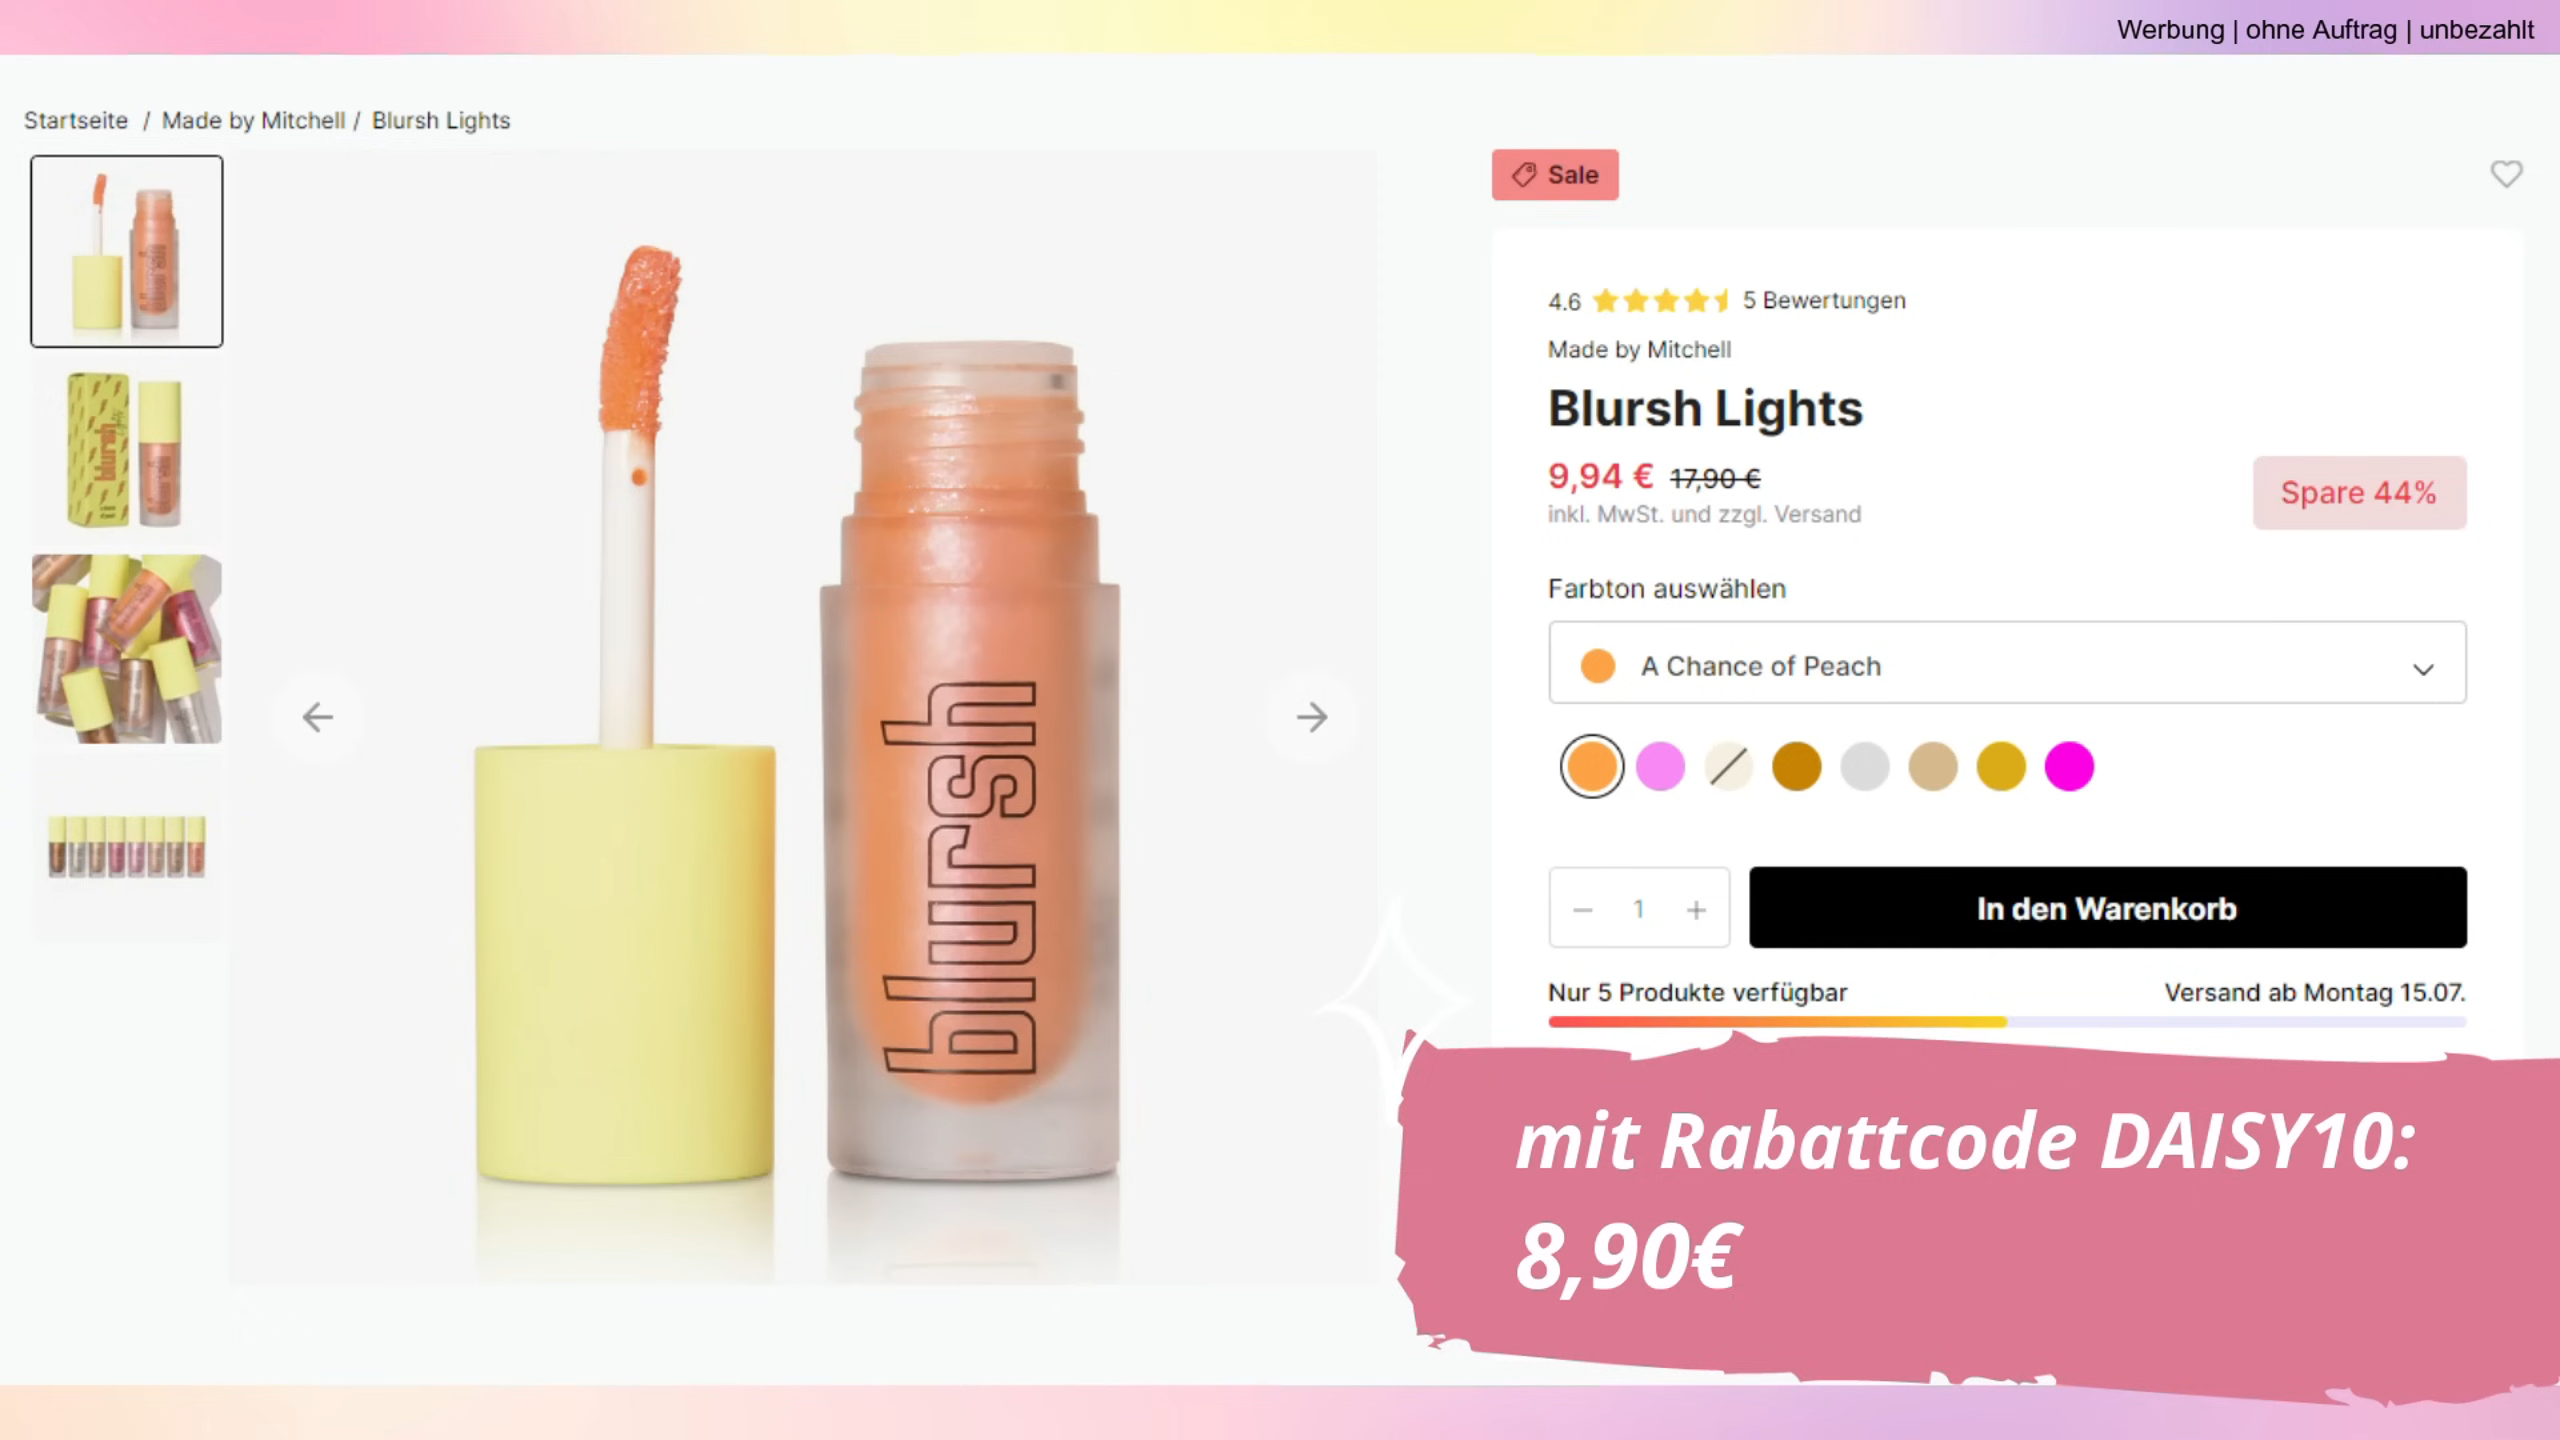 Werbung | ohne Auftrag | unbezahlt
Startseite / Made by Mitchell / Blursh Lights
Sale
4.6 5 Bewertungen
Made by Mitchell
Blursh Lights
9,94 € 17,90 €
Spare 44%
inkl. MwSt. und zzgl. Versand
Farbton auswählen
A Chance of Peach
1
In den Warenkorb
Nur 5 Produkte verfügbar
Versand ab Montag 15.07.
blursh
blursh
mit Rabattcode DAISY10:
8,90€